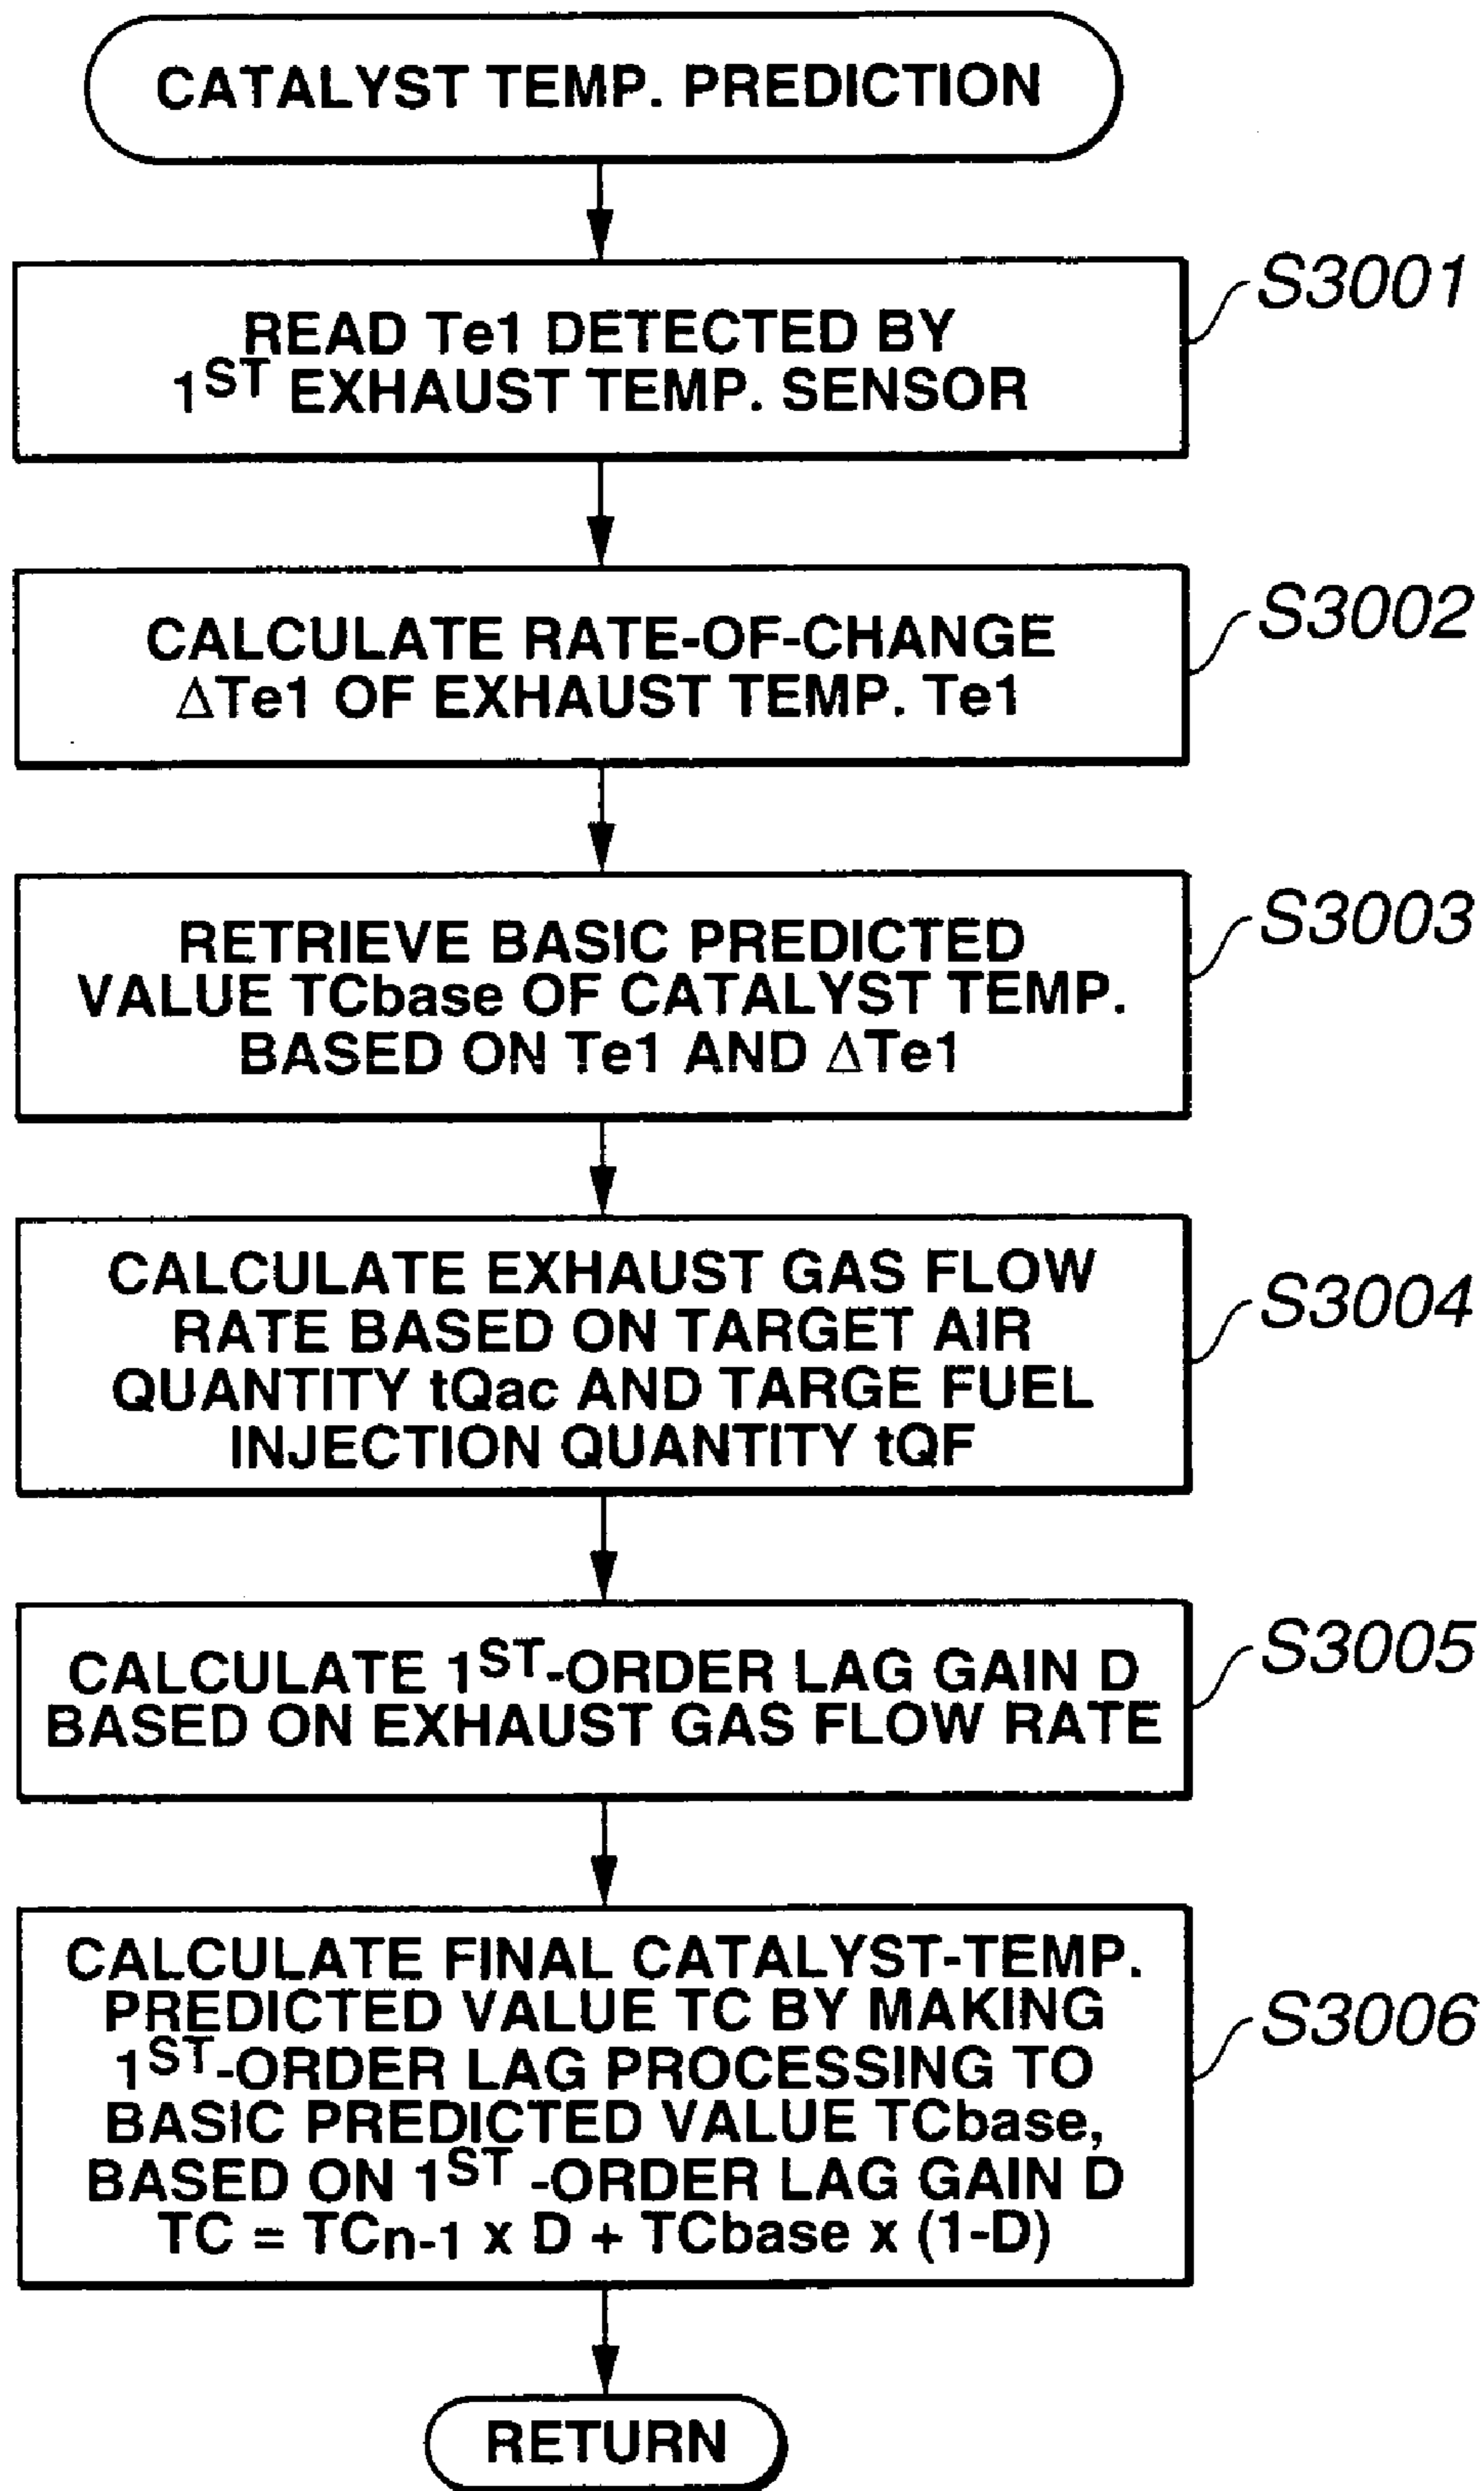 CATALYST TEMP. PREDICTION
READ Te1 DETECTED BY
1ST EXHAUST TEMP. SENSOR
S3001
CALCULATE RATE-OF-CHANGE
ΔTe1 OF EXHAUST TEMP. Te1
S3002
RETRIEVE BASIC PREDICTED
VALUE TCbase OF CATALYST TEMP.
BASED ON Te1 AND ΔTe1
S3003
CALCULATE EXHAUST GAS FLOW
RATE BASED ON TARGET AIR
QUANTITY tQac AND TARGE FUEL
INJECTION QUANTITY tQF
S3004
CALCULATE 1ST-ORDER LAG GAIN D
BASED ON EXHAUST GAS FLOW RATE
S3005
CALCULATE FINAL CATALYST-TEMP.
PREDICTED VALUE TC BY MAKING
1ST-ORDER LAG PROCESSING TO
BASIC PREDICTED VALUE TCbase,
BASED ON 1ST -ORDER LAG GAIN D
TC = TCn-1 x D + TCbase x (1-D)
S3006
RETURN